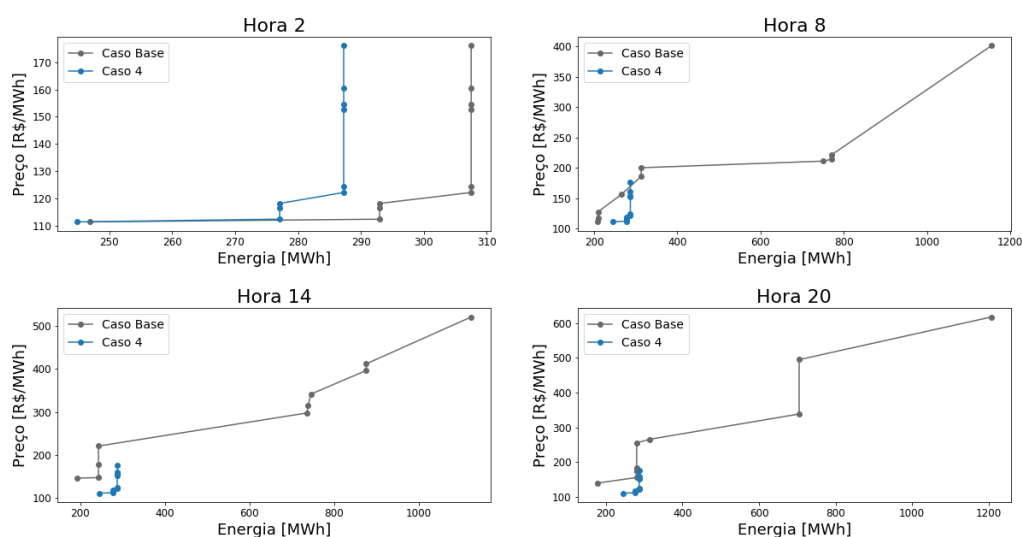 Hora 2
Caso Base
Caso 4
Preço [R$/MWh]
170
160
150
140
130
120
110
250
260
270
280
290
300
310
Energia [MWh]
Hora 8
Caso Base
Caso 4
Preço [R$/MWh]
400
350
300
250
200
150
100
200
400
600
800
1000
1200
Energia [MWh]
Hora 14
Caso Base
Caso 4
Preço [R$/MWh]
500
400
300
200
100
200
400
600
800
1000
Energia [MWh]
Hora 20
Caso Base
Caso 4
Preço [R$/MWh]
600
500
400
300
200
100
200
400
600
800
1000
1200
Energia [MWh]